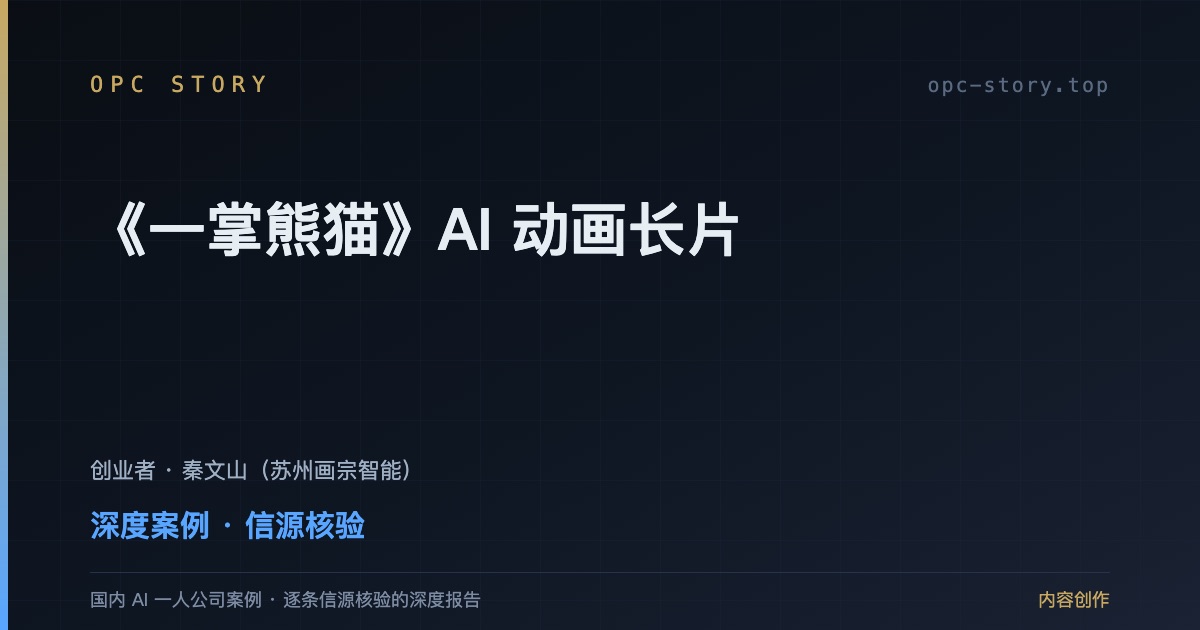 OPC STORY
opc-story.top
《一掌熊猫》AI 动画长片
创业者 · 秦文山（苏州画宗智能）
深度案例 · 信源核验
国内 AI 一人公司案例 · 逐条信源核验的深度报告
内容创作